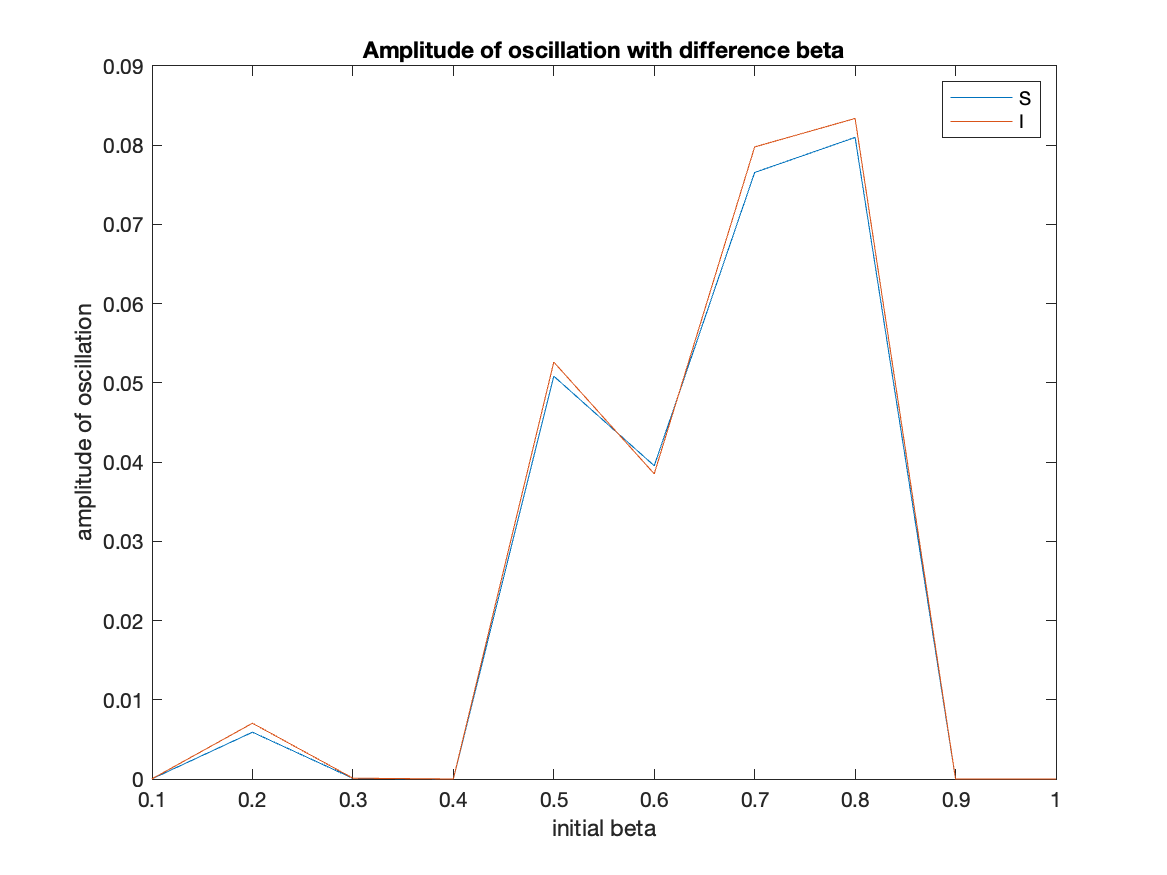 Amplitude of oscillation with difference beta
S
I
0.09
0.08
0.07
0.06
0.05
0.04
0.03
0.02
0.01
0
amplitude of oscillation
0.1 0.2 0.3 0.4 0.5 0.6 0.7 0.8 0.9 1
initial beta